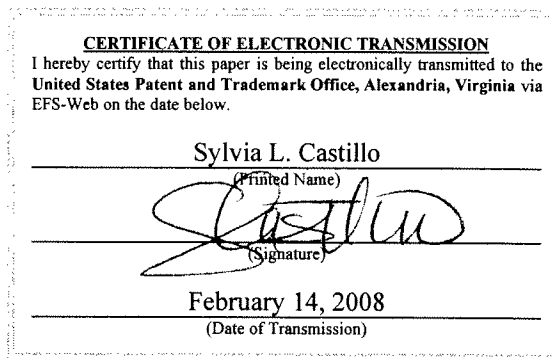 CERTIFICATE OF ELECTRONIC TRANSMISSION
I hereby certify that this paper is being electronically transmitted to the
United States Patent and Trademark Office, Alexandria, Virginia via
EFS-Web on the date below.
Sylvia L. Castillo
(Printed Name)
SCastillo
(Signature)
February 14, 2008
(Date of Transmission)